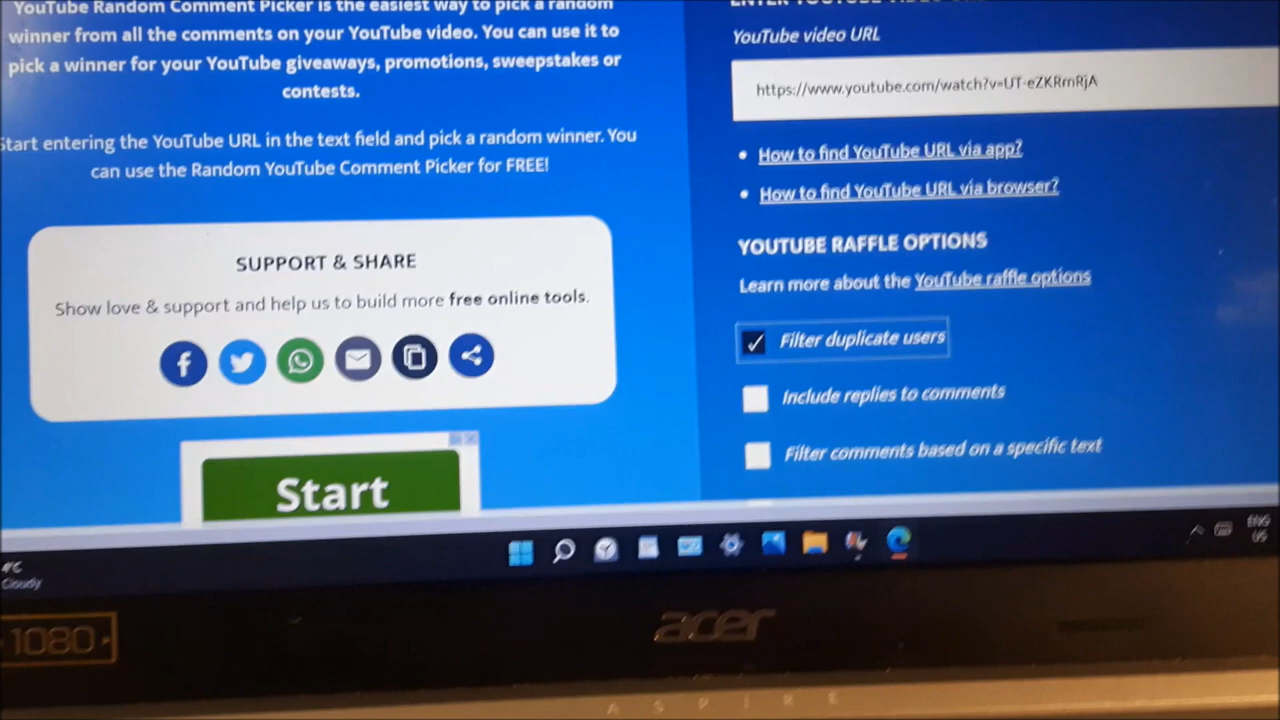 YouTube Random Comment Picker is the easiest way to pick a random
winner from all the comments on your YouTube video. You can use it to
pick a winner for your YouTube giveaways, promotions, sweepstakes or
contests.
Start entering the YouTube URL in the text field and pick a random winner. You
can use the Random YouTube Comment Picker for FREE!
SUPPORT & SHARE
Show love & support and help us to build more free online tools.
Start
YouTube video URL
https://www.youtube.com/watch?v=UT-eZKRmRjA
How to find YouTube URL via app?
How to find YouTube URL via browser?
YOUTUBE RAFFLE OPTIONS
Learn more about the YouTube raffle options
Filter duplicate users
Include replies to comments
Filter comments based on a specific text
4°C
Cloudy
ENG
US
1080
acer
ASPIRE